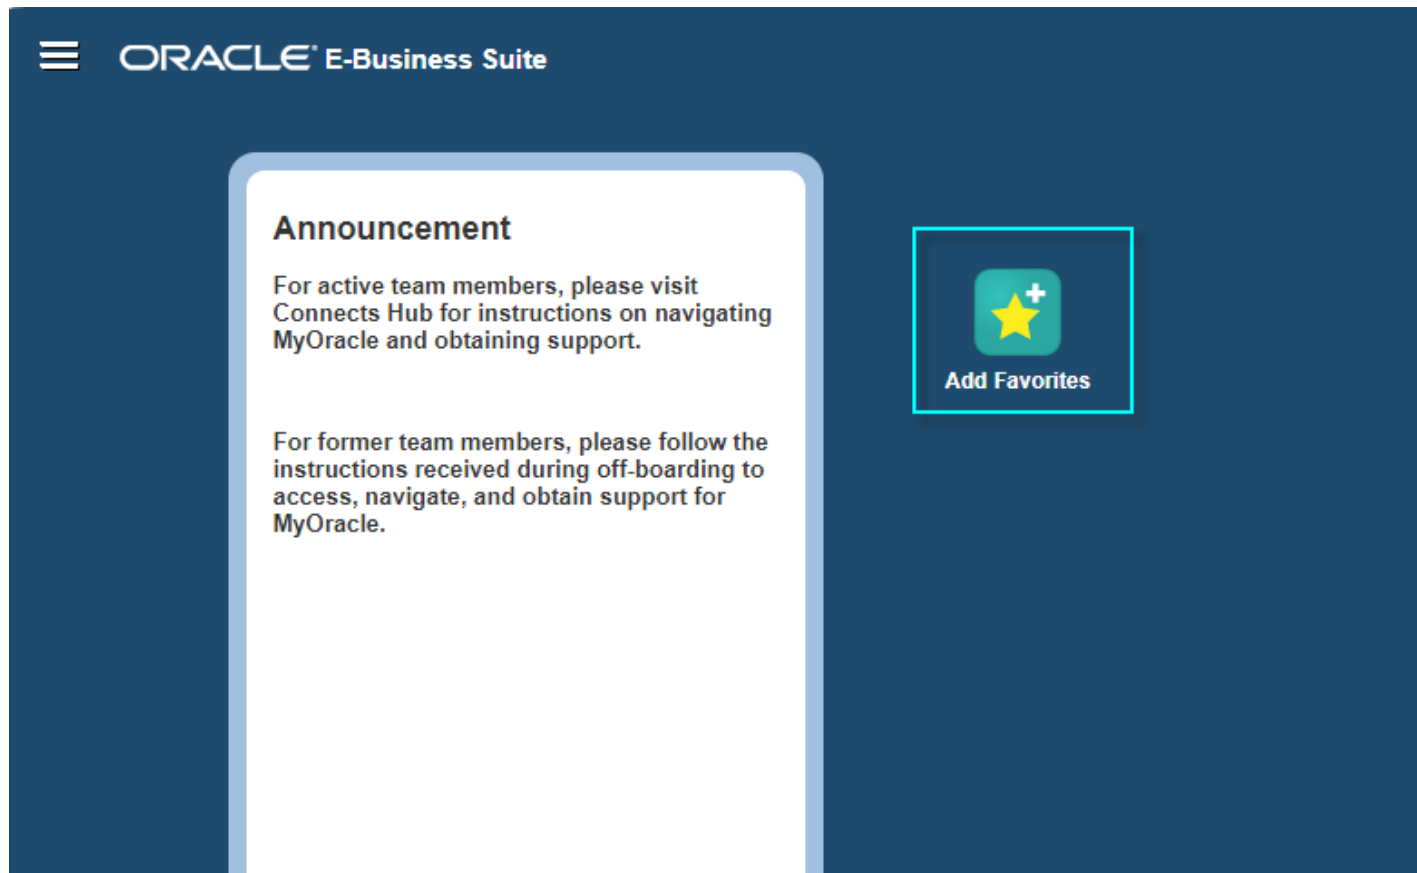 ORACLE E-Business Suite
Announcement
For active team members, please visit
Connects Hub for instructions on navigating
MyOracle and obtaining support.
Add Favorites
For former team members, please follow the
instructions received during off-boarding to
access, navigate, and obtain support for
MyOracle.